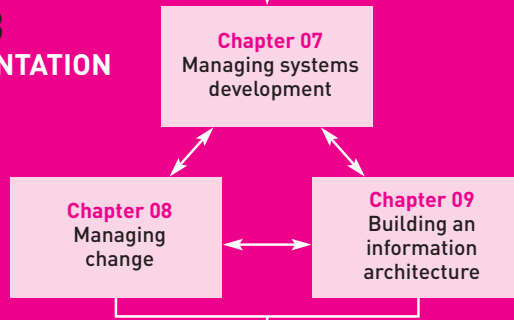 Chapter 07
Managing systems
development
Chapter 08
Managing
change
Chapter 09
Building an
information
architecture